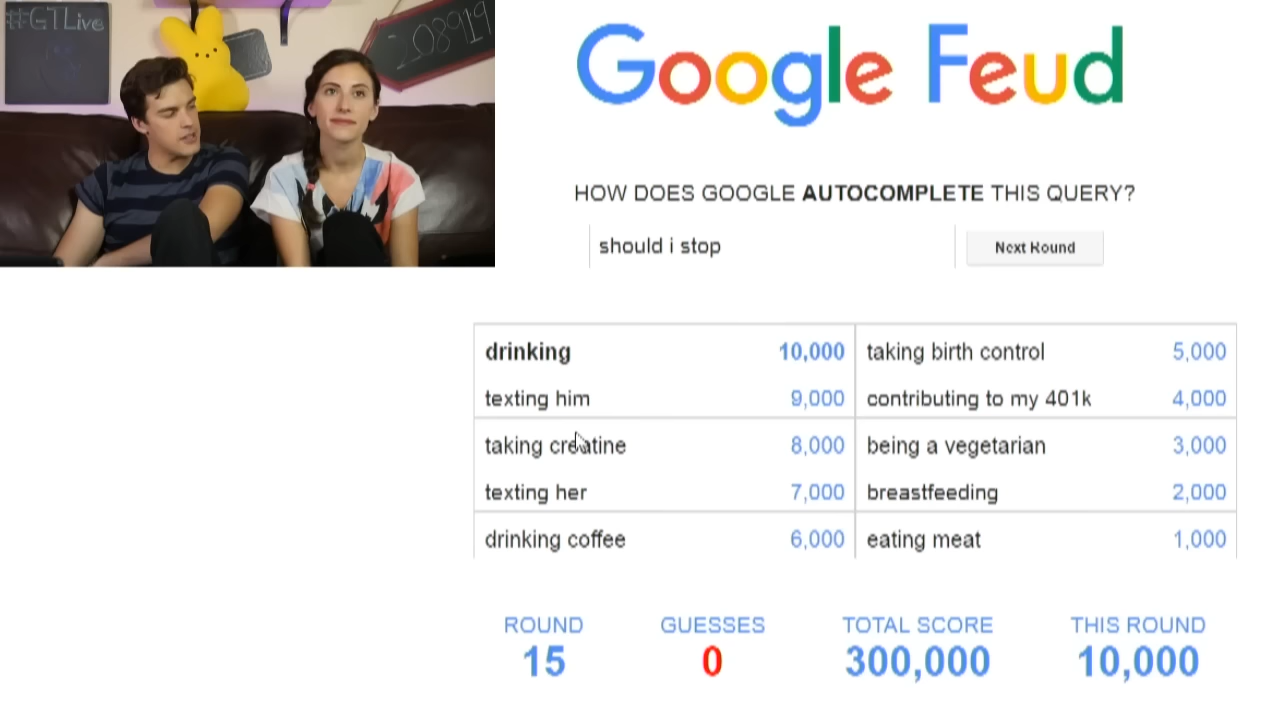 #GTLive
208919
Google Feud
HOW DOES GOOGLE AUTOCOMPLETE THIS QUERY?
should i stop
Next Round
drinking 10,000
texting him 9,000
taking creatine 8,000
texting her 7,000
drinking coffee 6,000
taking birth control 5,000
contributing to my 401k 4,000
being a vegetarian 3,000
breastfeeding 2,000
eating meat 1,000
ROUND
15
GUESSES
0
TOTAL SCORE
300,000
THIS ROUND
10,000